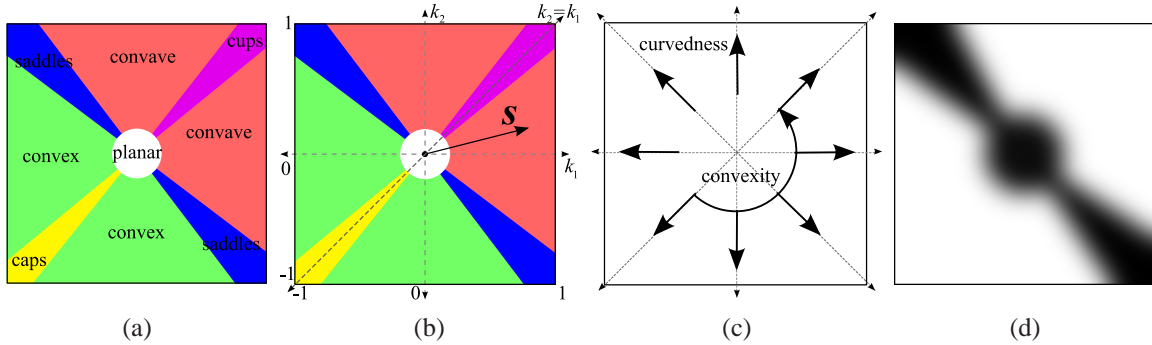 convave
cups
saddles
convave
planar
convex
convex
saddles
caps
(a)
1
k2
k2=k1
S
0
k1
-1
-1
0
1
(b)
curvedness
convexity
(c)
(d)